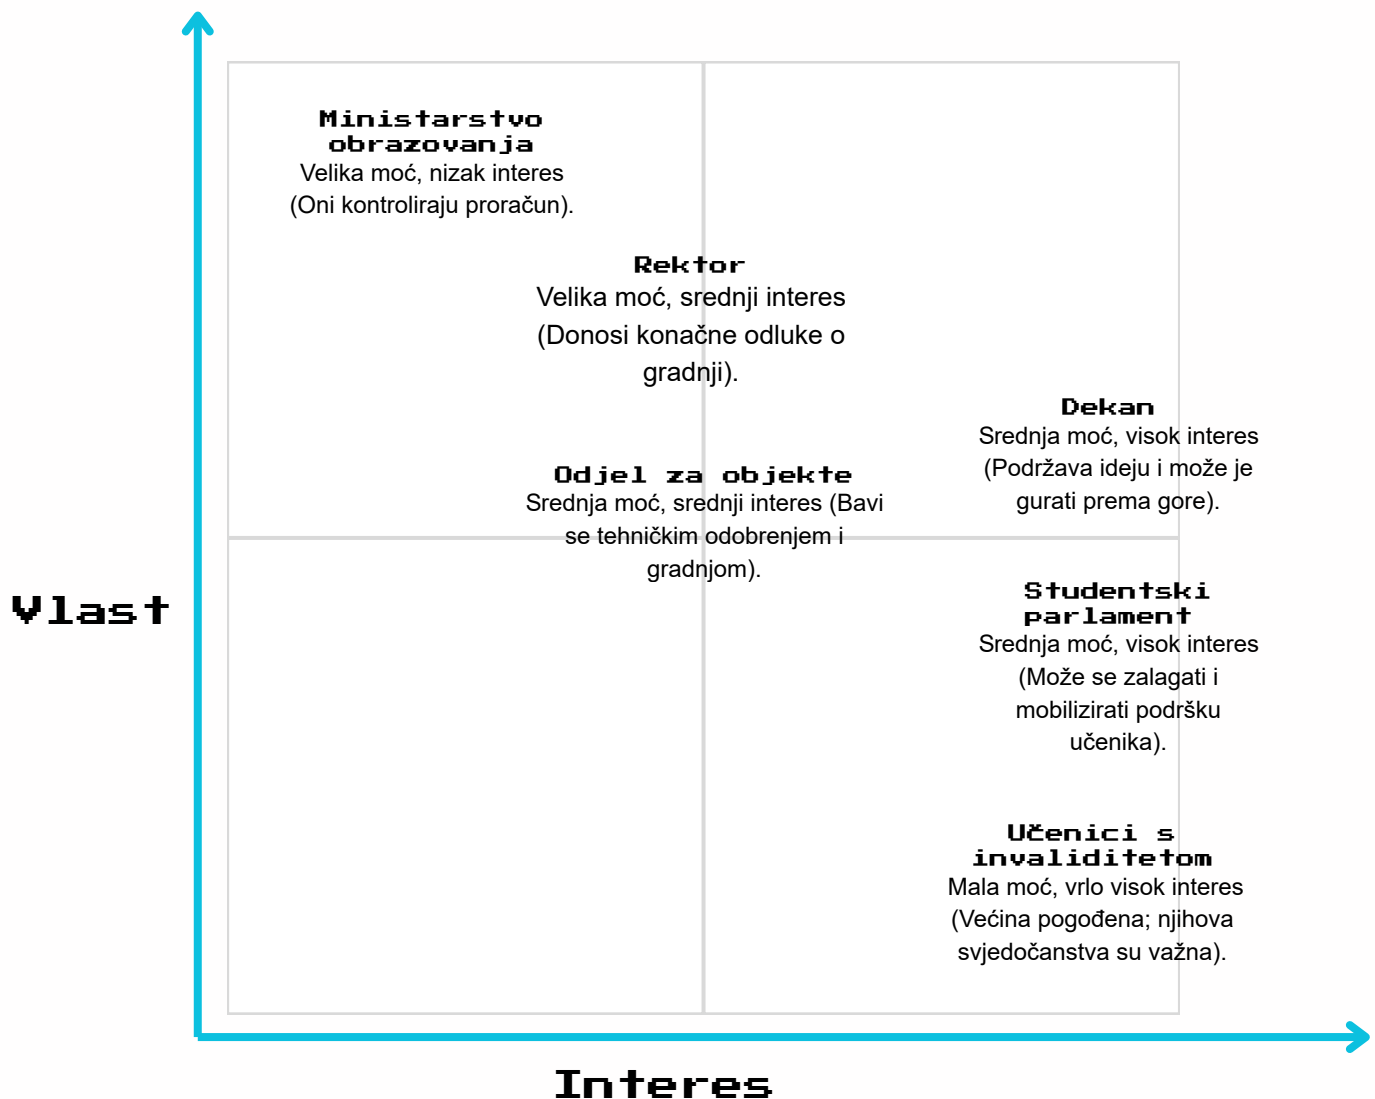 Ministarstvo
obrazovanja
Velika moć, nizak interes
(Oni kontroliraju proračun).
Rektor
Velika moć, srednji interes
(Donosi konačne odluke o
gradnji).
Dekan
Srednja moć, visok interes
(Podržava ideju i može je
gurati prema gore).
Odjel za objekte
Srednja moć, srednji interes (Bavi
se tehničkim odobrenjem i
gradnjom).
Vlast
Studentski
parlament
Srednja moć, visok interes
(Može se zalagati i
mobilizirati podršku
učenika).
Učenici s
invaliditetom
Mala moć, vrlo visok interes
(Većina pogođena; njihova
svjedočanstva su važna).
Interes